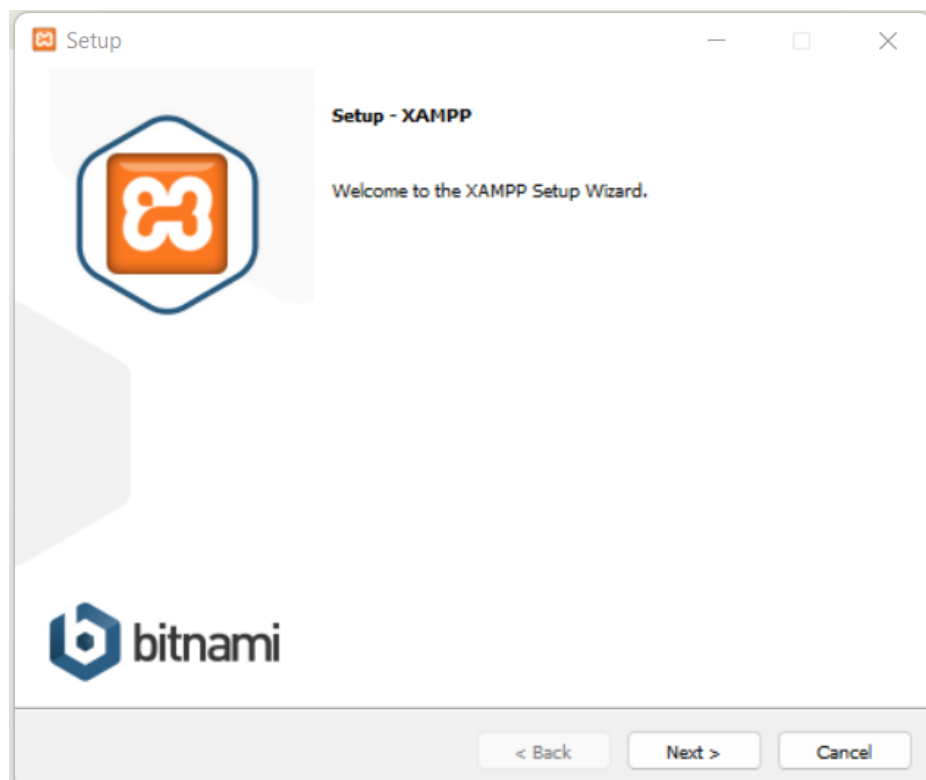 Setup
Setup - XAMPP
Welcome to the XAMPP Setup Wizard.
bitnami
< Back
Next >
Cancel